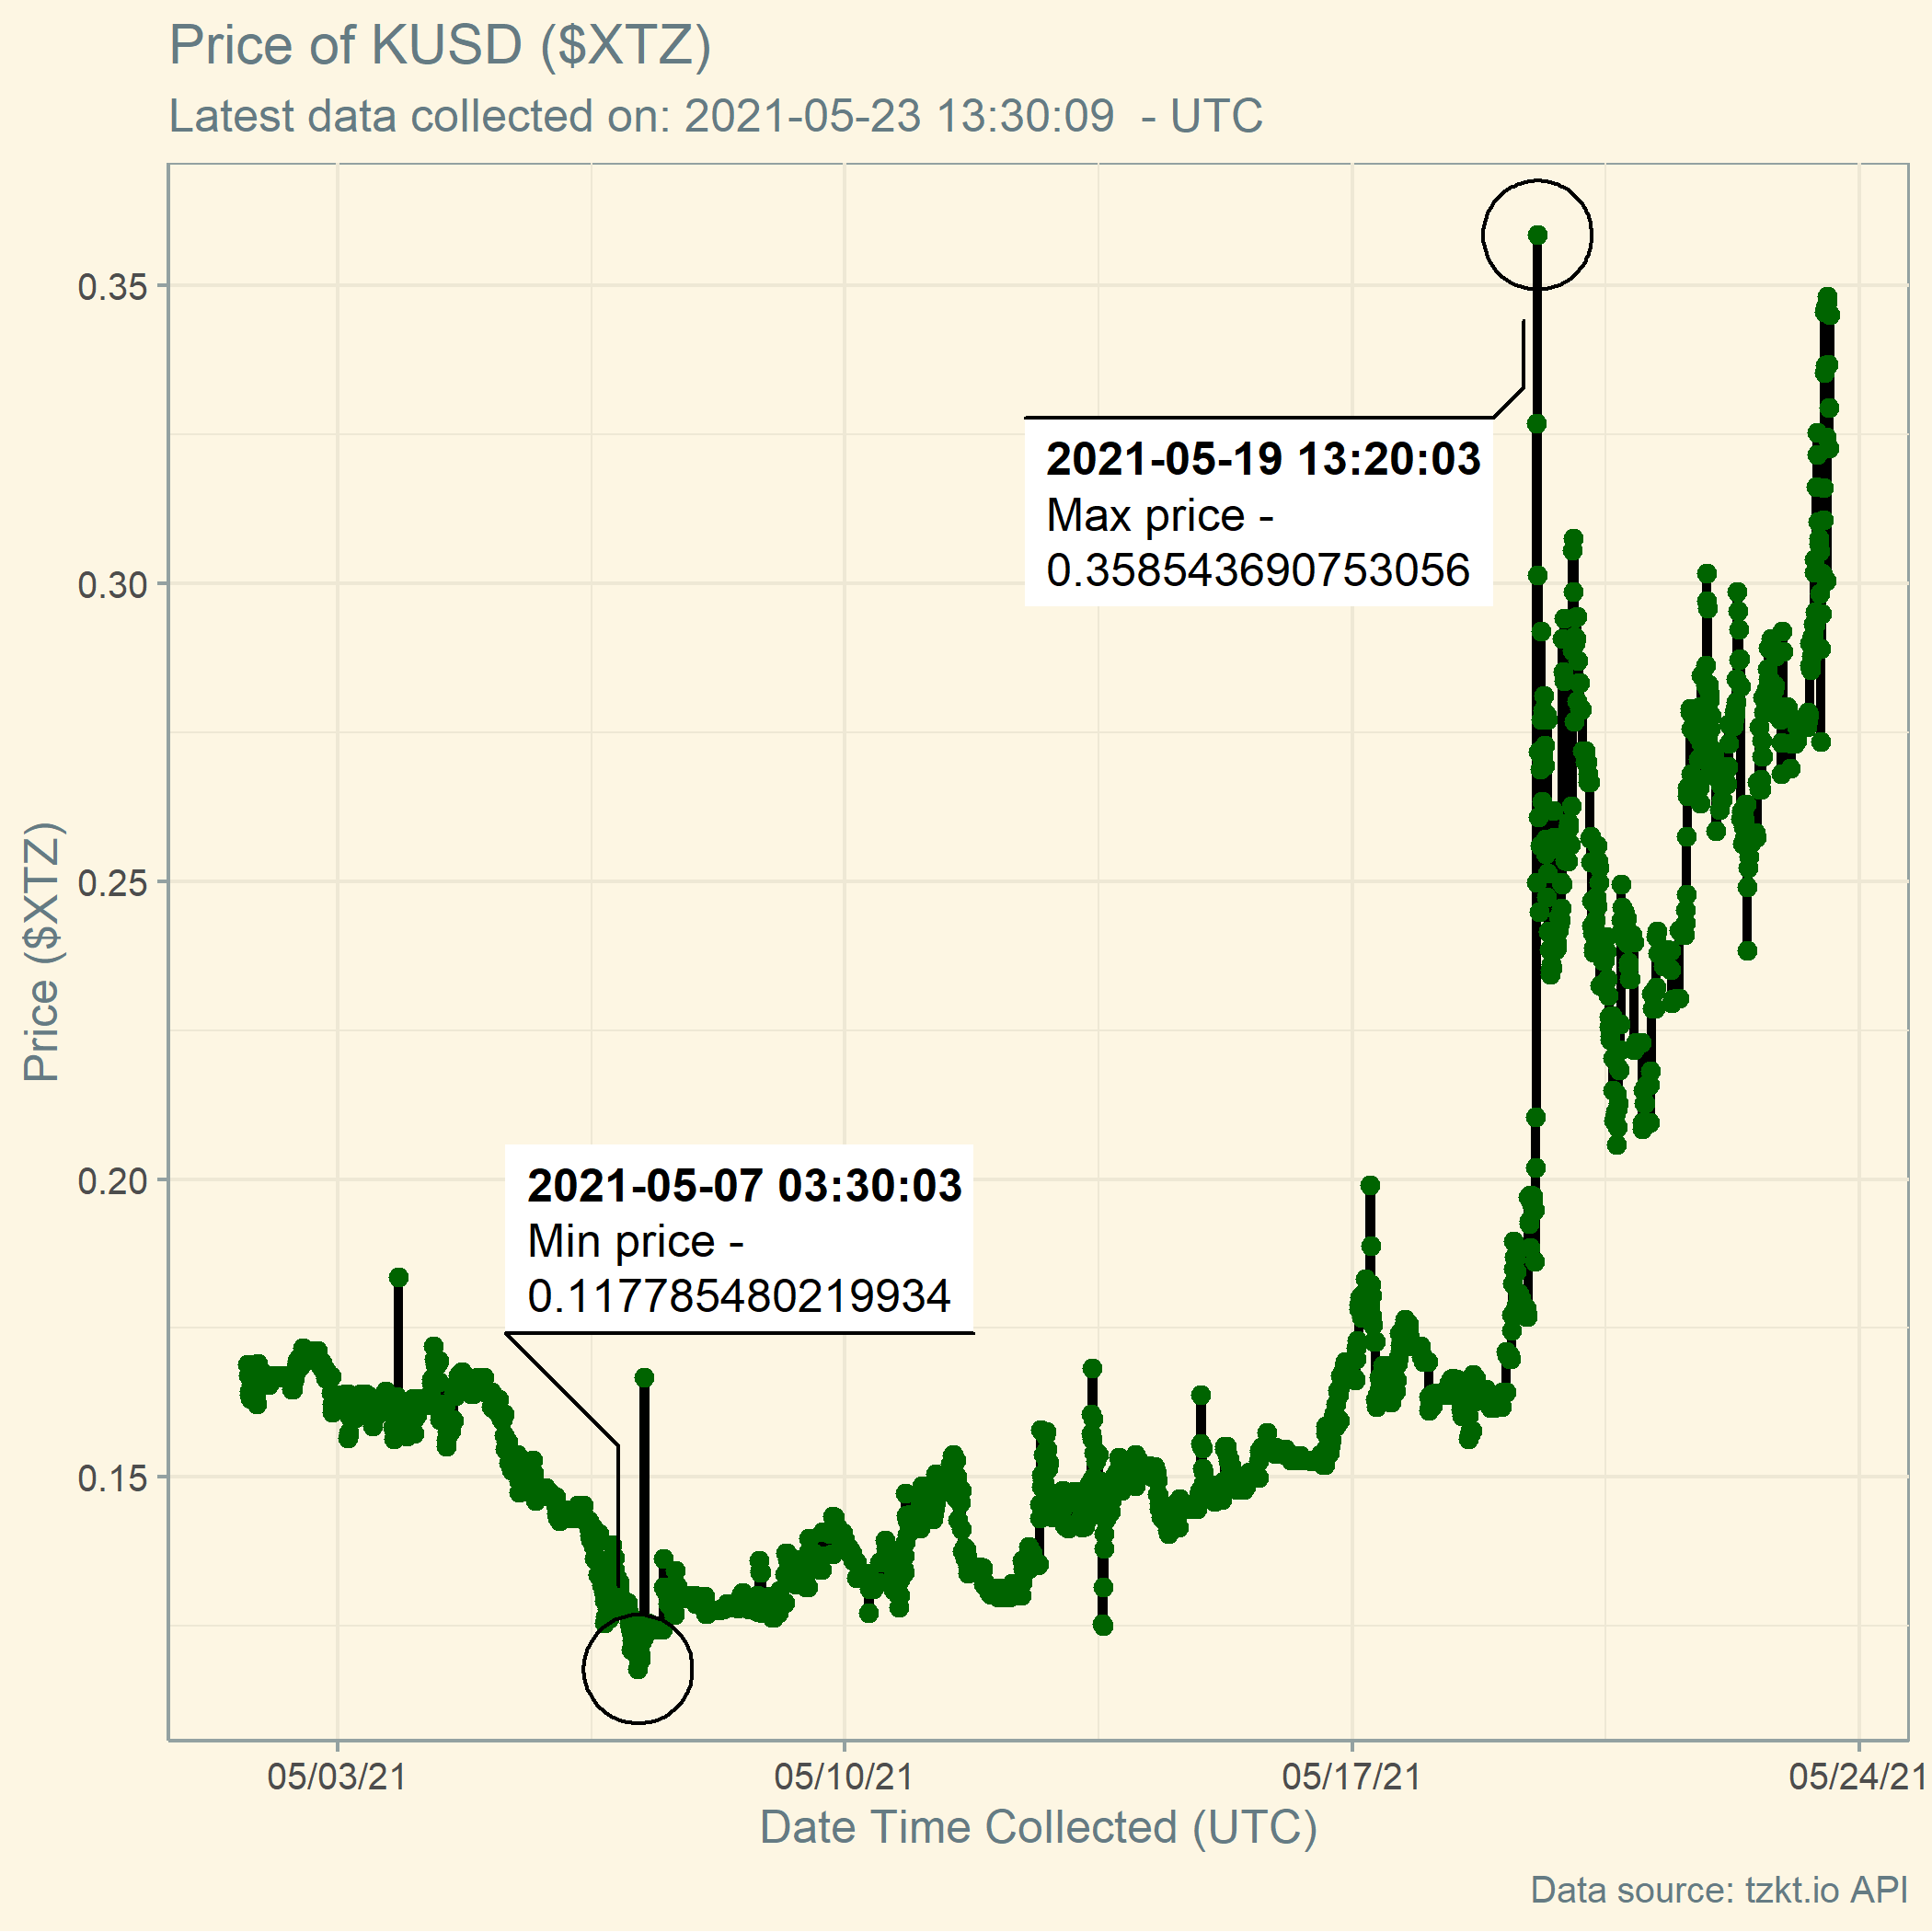 Price of KUSD ($XTZ)
Latest data collected on: 2021-05-23 13:30:09  - UTC
0.35
0.30
0.25
0.20
0.15
Price ($XTZ)
2021-05-19 13:20:03
Max price -
0.358543690753056
2021-05-07 03:30:03
Min price -
0.117785480219934
05/03/21
05/10/21
05/17/21
05/24/21
Date Time Collected (UTC)
Data source: tzkt.io API